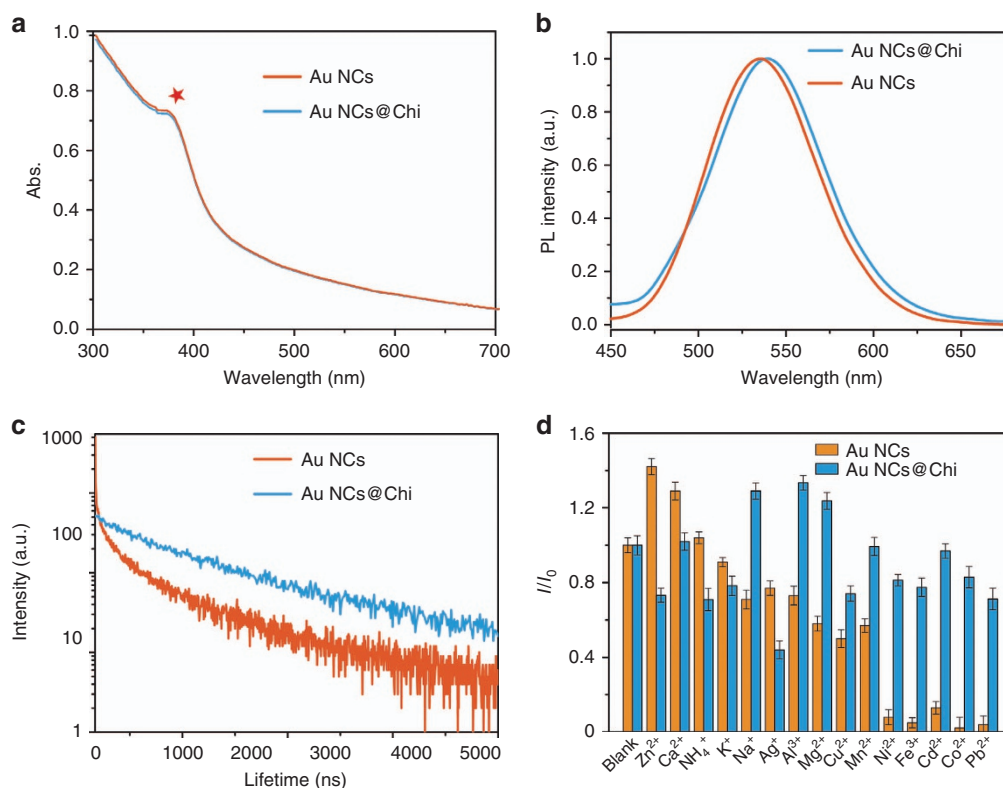 a
1.0
0.8
0.6
0.4
0.2
0.0
Abs.
300
400
500
600
700
Wavelength (nm)
Au NCs
Au NCs@Chi
b
1.0
0.8
0.6
0.4
0.2
0.0
PL intensity (a.u.)
450
500
550
600
650
Wavelength (nm)
Au NCs@Chi
Au NCs
c
1000
100
10
1
Intensity (a.u.)
0
1000
2000
3000
4000
5000
Lifetime (ns)
Au NCs
Au NCs@Chi
d
1.6
1.2
0.8
0.4
0
I/I₀
Au NCs
Au NCs@Chi
Blank
Zn²⁺
Ca²⁺
NH₄⁺
K⁺
Na⁺
Ag⁺
Al³⁺
Mg²⁺
Cu²⁺
Mn²⁺
Ni²⁺
Fe³⁺
Cd²⁺
Co²⁺
Pb²⁺